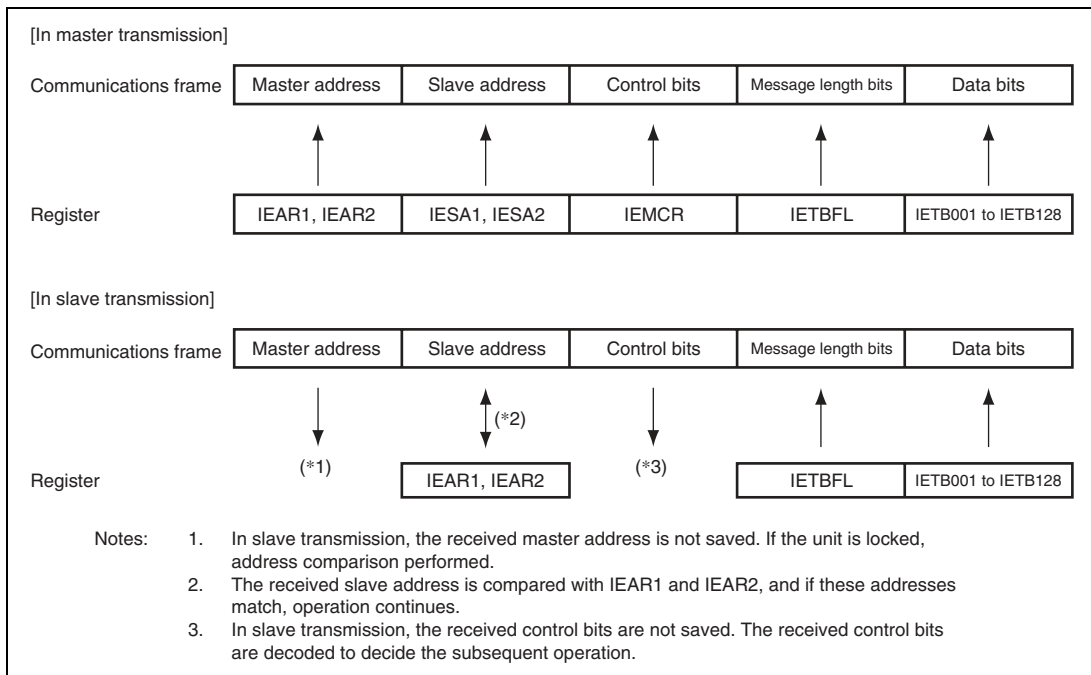 [In master transmission]
Communications frame Master address Slave address Control bits Message length bits Data bits
Register IEAR1, IEAR2 IESA1, IESA2 IEMCR IETBFL IETB001 to IETB128
[In slave transmission]
Communications frame Master address Slave address Control bits Message length bits Data bits
(*2)
(*1) (*3)
Register IEAR1, IEAR2 IETBFL IETB001 to IETB128
Notes: 1. In slave transmission, the received master address is not saved. If the unit is locked,
address comparison performed.
2. The received slave address is compared with IEAR1 and IEAR2, and if these addresses
match, operation continues.
3. In slave transmission, the received control bits are not saved. The received control bits
are decoded to decide the subsequent operation.